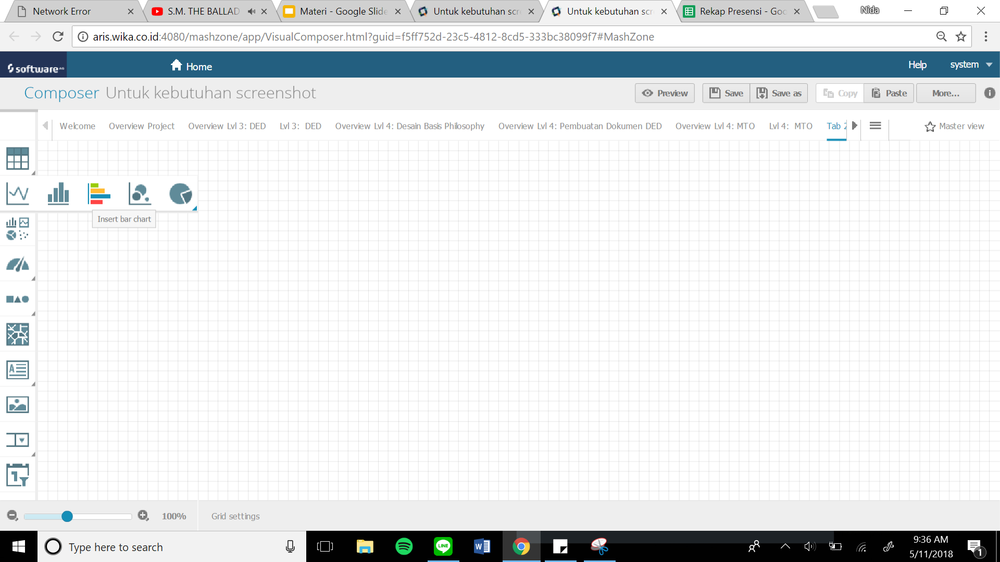 Network Error
S.M. THE BALLAD
Materi - Google Slide
Untuk kebutuhan scr
Untuk kebutuhan scr
Rekap Presensi - Goo
Nida
aris.wika.co.id:4080/mashzone/app/VisualComposer.html?guid=f5ff752d-23c5-4812-8cd5-333bc38099f7#MashZone
software AG
Home
Help
system
Composer Untuk kebutuhan screenshot
Preview
Save
Save as
Copy
Paste
More...
Welcome
Overview Project
Overview Lvl 3: DED
Lvl 3: DED
Overview Lvl 4: Desain Basis Philosophy
Overview Lvl 4: Pembuatan Dokumen DED
Overview Lvl 4: MTO
Lvl 4: MTO
Tab 2
Master view
Insert bar chart
100%
Grid settings
Type here to search
LINE
9:36 AM
5/11/2018
1